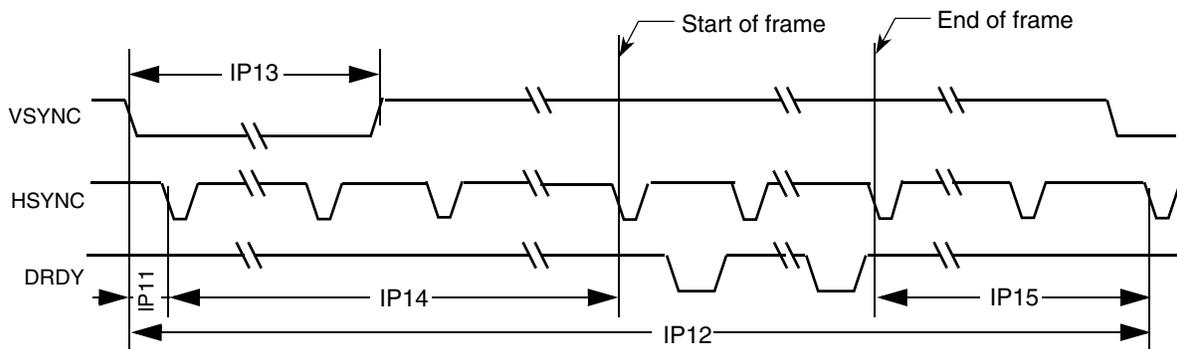 Start of frame
End of frame
IP13
VSYNC
HSYNC
DRDY
IP11
IP14
IP15
IP12